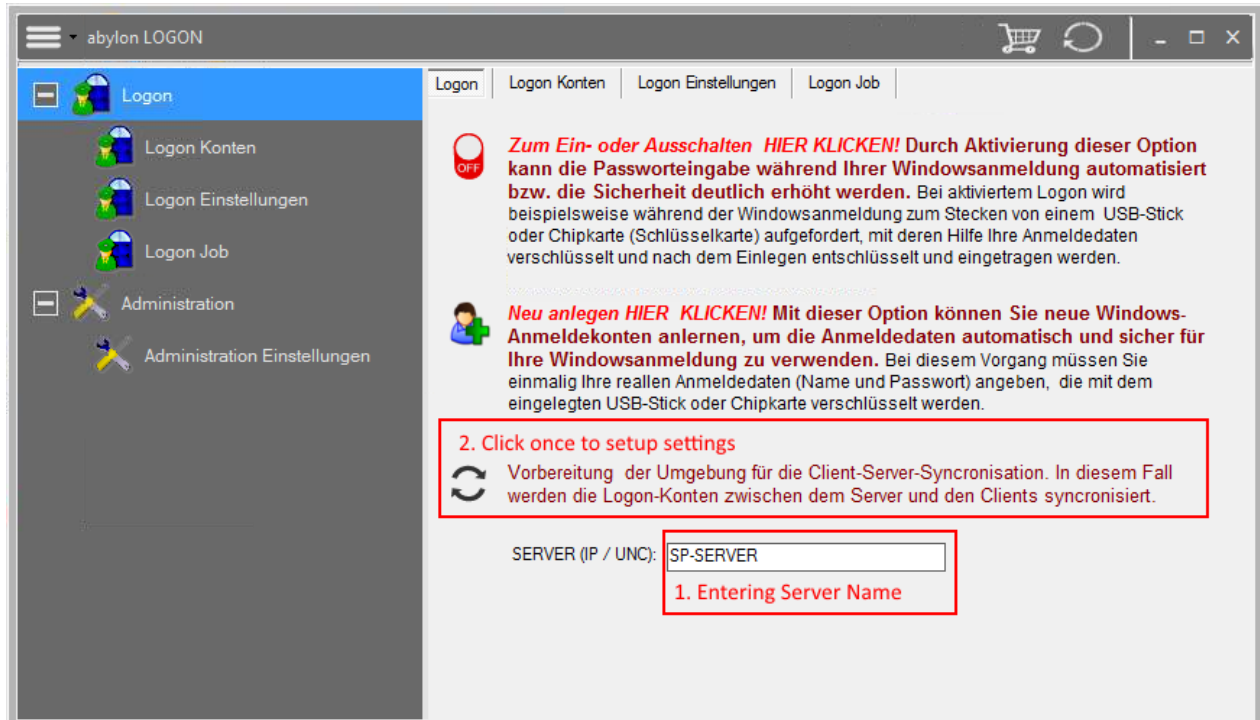 abylon LOGON
Logon
Logon Konten
Logon Einstellungen
Logon Job
Administration
Administration Einstellungen
Logon
Logon Konten
Logon Einstellungen
Logon Job
OFF
Zum Ein- oder Ausschalten HIER KLICKEN! Durch Aktivierung dieser Option
kann die Passworteingabe während Ihrer Windowsanmeldung automatisiert
bzw. die Sicherheit deutlich erhöht werden. Bei aktiviertem Logon wird
beispielsweise während der Windowsanmeldung zum Stecken von einem USB-Stick
oder Chipkarte (Schlüsselkarte) aufgefordert, mit deren Hilfe Ihre Anmeldedaten
verschlüsselt und nach dem Einlegen entschlüsselt und eingetragen werden.
Neu anlegen HIER KLICKEN! Mit dieser Option können Sie neue Windows-
Anmeldekonten anlernen, um die Anmeldedaten automatisch und sicher für
Ihre Windowsanmeldung zu verwenden. Bei diesem Vorgang müssen Sie
einmalig Ihre reallen Anmeldedaten (Name und Passwort) angeben, die mit dem
eingelegten USB-Stick oder Chipkarte verschlüsselt werden.
2. Click once to setup settings
Vorbereitung der Umgebung für die Client-Server-Syncronisation. In diesem Fall
werden die Logon-Konten zwischen dem Server und den Clients syncronisiert.
SERVER (IP / UNC): SP-SERVER
1. Entering Server Name